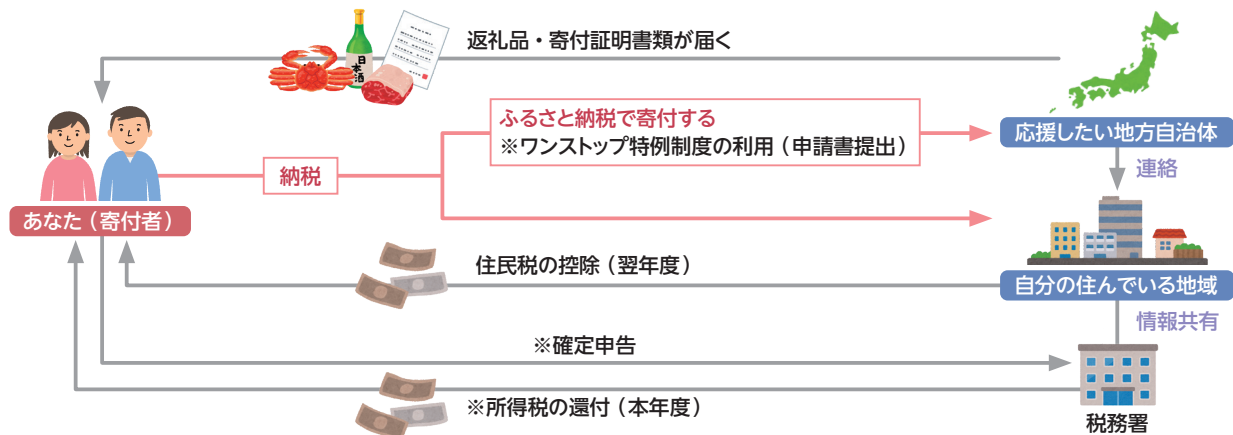 返礼品・寄付証明書類が届く
日本酒
ふるさと納税で寄付する
※ワンストップ特例制度の利用（申請書提出）
応援したい地方自治体
納税
連絡
あなた（寄付者）
住民税の控除（翌年度）
自分の住んでいる地域
情報共有
※確定申告
※所得税の還付（本年度）
税務署